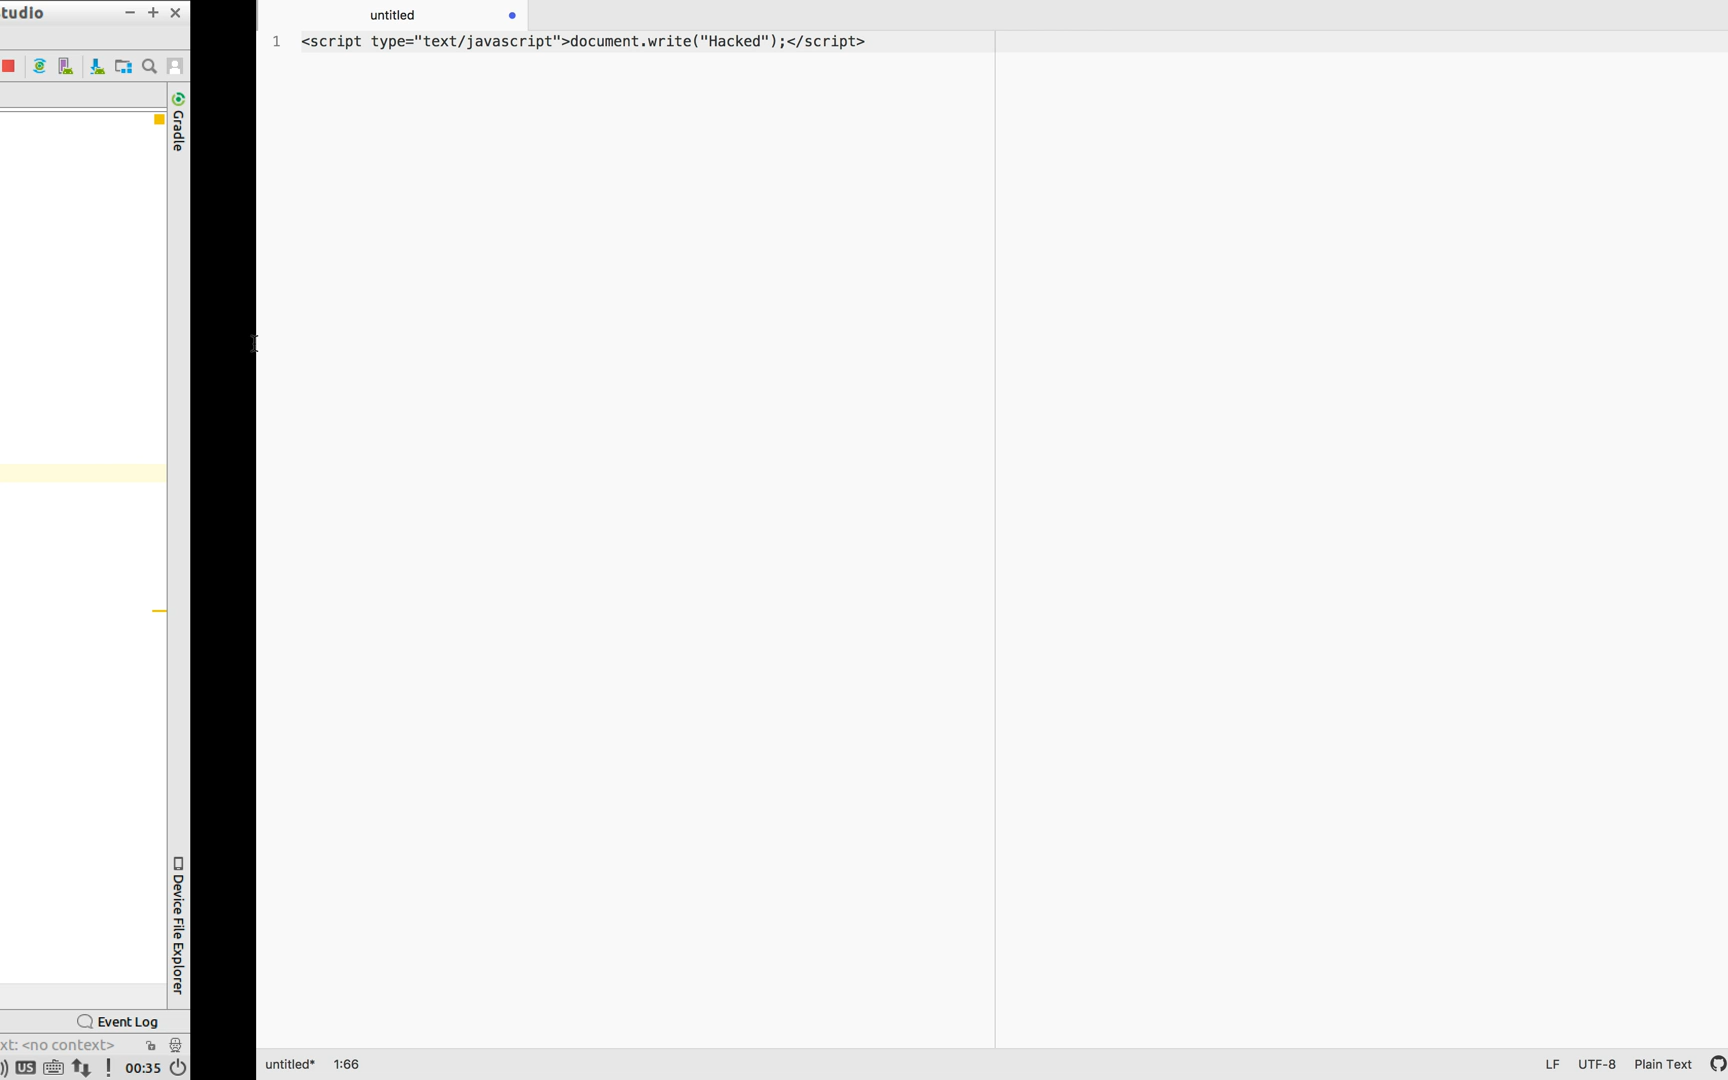 tudio
Gradle
Device File Explorer
Event Log
xt: <no context>
US
00:35
untitled
1
<script type="text/javascript">document.write("Hacked");</script>
untitled*
1:66
LF
UTF-8
Plain Text